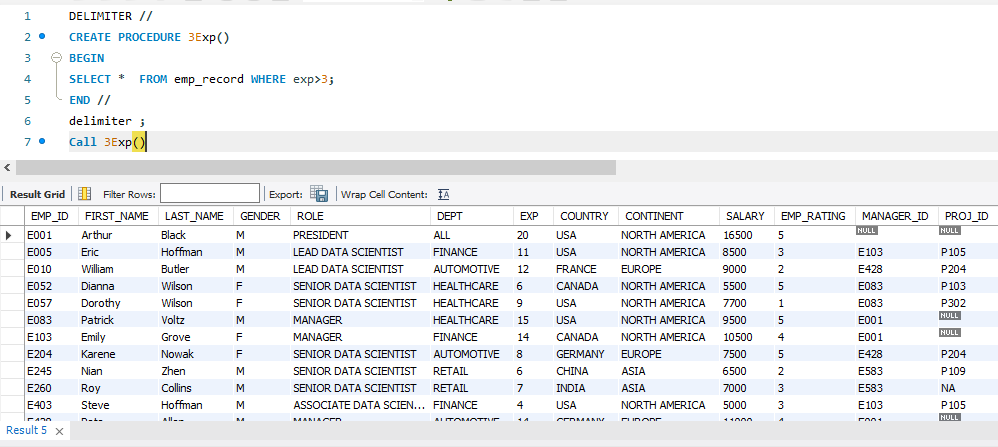 1 DELIMITER //
2 CREATE PROCEDURE 3Exp()
3 BEGIN
4 SELECT * FROM emp_record WHERE exp>3;
5 END //
6 delimiter ;
7 Call 3Exp()
Result Grid Filter Rows: Export: Wrap Cell Content:
EMP_ID FIRST_NAME LAST_NAME GENDER ROLE DEPT EXP COUNTRY CONTINENT SALARY EMP_RATING MANAGER_ID PROJ_ID
E001 Arthur Black M PRESIDENT ALL 20 USA NORTH AMERICA 16500 5 NULL NULL
E005 Eric Hoffman M LEAD DATA SCIENTIST FINANCE 11 USA NORTH AMERICA 8500 3 E103 P105
E010 William Butler M LEAD DATA SCIENTIST AUTOMOTIVE 12 FRANCE EUROPE 9000 2 E428 P204
E052 Dianna Wilson F SENIOR DATA SCIENTIST HEALTHCARE 6 CANADA NORTH AMERICA 5500 5 E083 P103
E057 Dorothy Wilson F SENIOR DATA SCIENTIST HEALTHCARE 9 USA NORTH AMERICA 7700 1 E083 P302
E083 Patrick Voltz M MANAGER HEALTHCARE 15 USA NORTH AMERICA 9500 5 E001 NULL
E103 Emily Grove F MANAGER FINANCE 14 CANADA NORTH AMERICA 10500 4 E001 NULL
E204 Karene Nowak F SENIOR DATA SCIENTIST AUTOMOTIVE 8 GERMANY EUROPE 7500 5 E428 P204
E245 Nian Zhen M SENIOR DATA SCIENTIST RETAIL 6 CHINA ASIA 6500 2 E583 P109
E260 Roy Collins M SENIOR DATA SCIENTIST RETAIL 7 INDIA ASIA 7000 3 E583 NA
E403 Steve Hoffman M ASSOCIATE DATA SCIEN... FINANCE 4 USA NORTH AMERICA 5000 3 E103 P105
M MANAGER AUTOMOTIVE 14 GERMANY EUROPE 11000 4 E001 NULL
Result 5